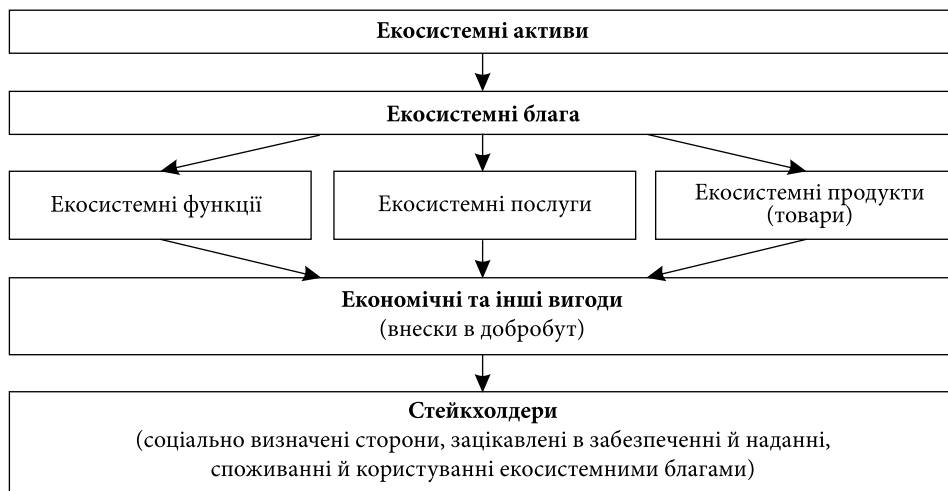 Екосистемні активи
Екосистемні блага
Екосистемні функції
Екосистемні послуги
Екосистемні продукти
(товари)
Економічні та інші вигоди
(внески в добробут)
Стейкхолдери
(соціально визначені сторони, зацікавлені в забезпеченні й наданні,
споживанні й користуванні екосистемними благами)